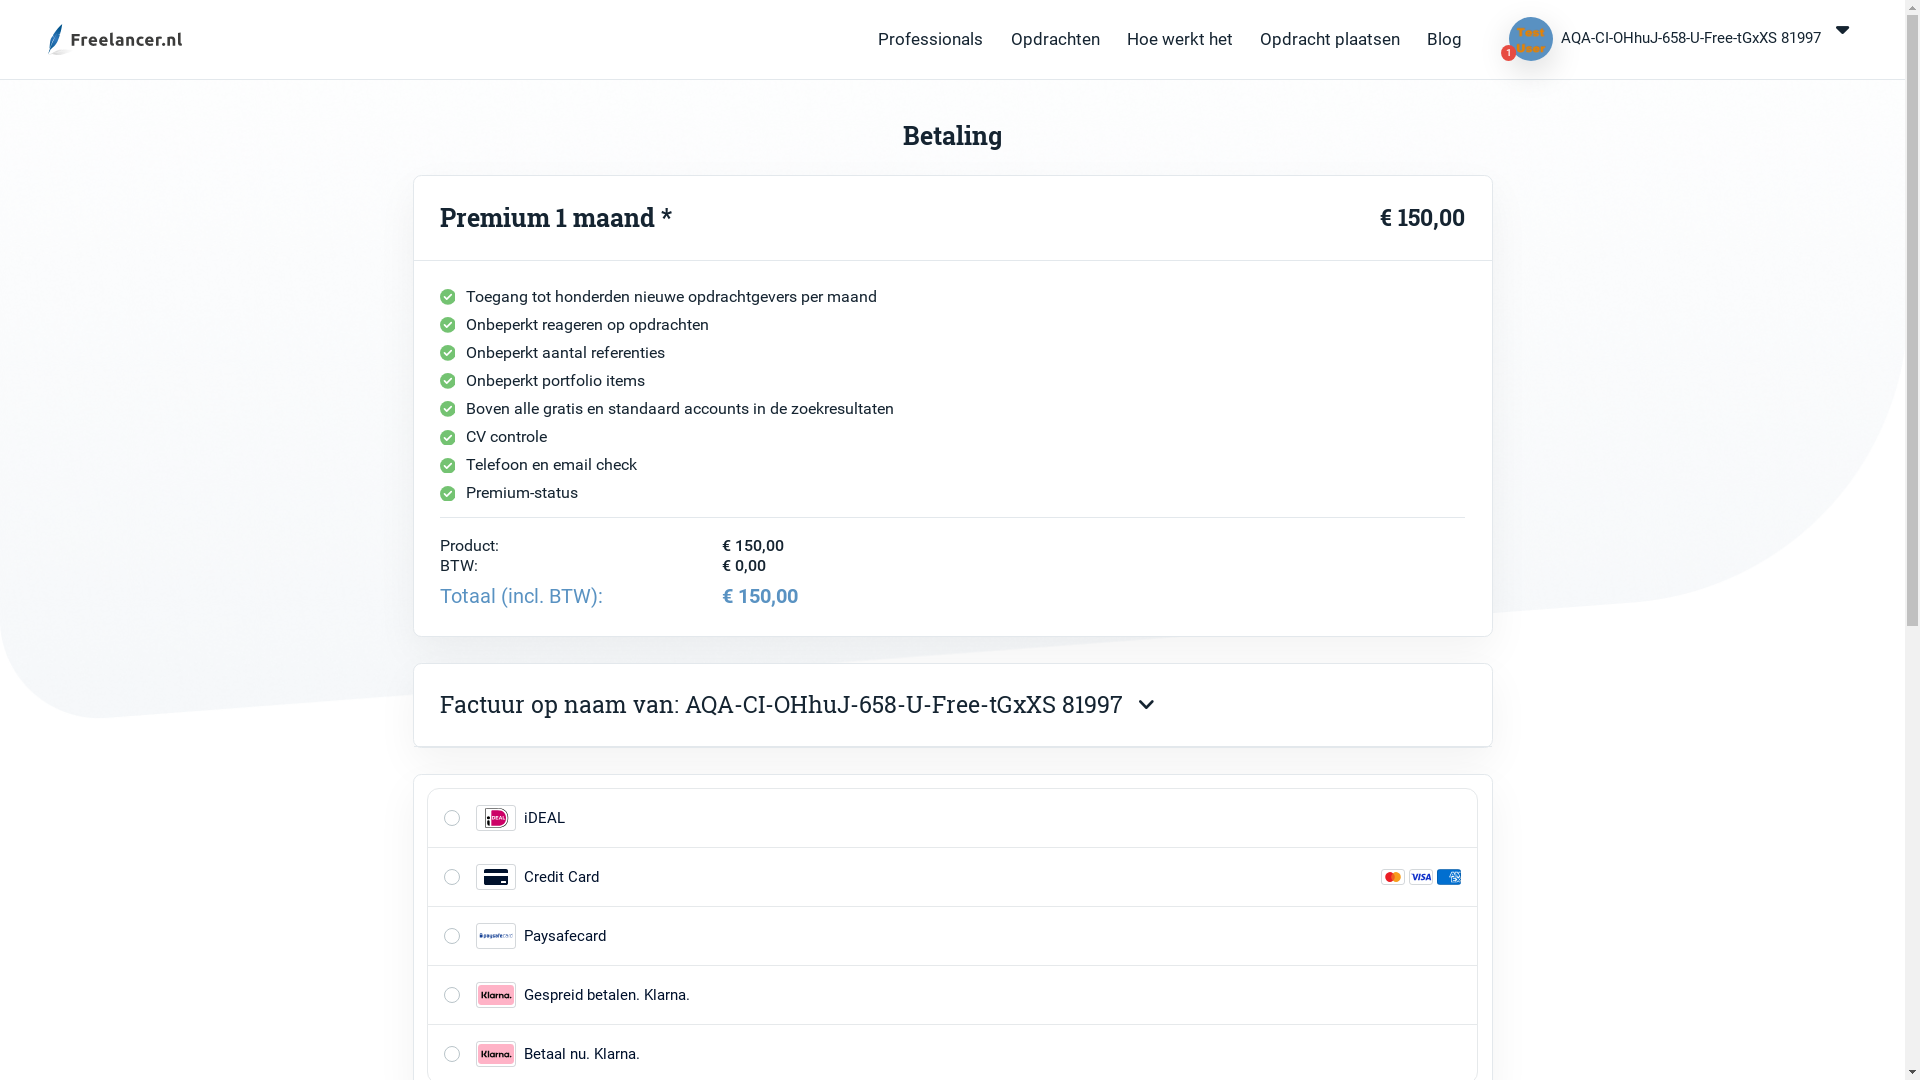 Freelancer.nl
Professionals
Opdrachten
Hoe werkt het
Opdracht plaatsen
Blog
Test User
1
AQA-CI-OHhuJ-658-U-Free-tGxXS 81997
Betaling
Premium 1 maand *
€ 150,00
Toegang tot honderden nieuwe opdrachtgevers per maand
Onbeperkt reageren op opdrachten
Onbeperkt aantal referenties
Onbeperkt portfolio items
Boven alle gratis en standaard accounts in de zoekresultaten
CV controle
Telefoon en email check
Premium-status
Product: € 150,00
BTW: € 0,00
Totaal (incl. BTW): € 150,00
Factuur op naam van: AQA-CI-OHhuJ-658-U-Free-tGxXS 81997
iDEAL iDEAL
Credit Card VISA
paysafecard Paysafecard
Klarna. Gespreid betalen. Klarna.
Klarna. Betaal nu. Klarna.